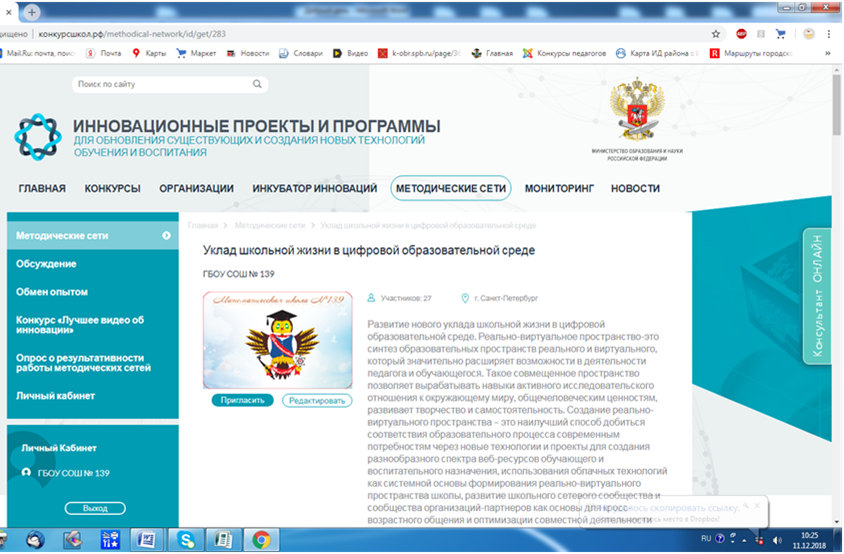 конкурсшкол.рф/methodical-network/id/get/283
Mail.Ru: почта, поис
Почта
Карты
Маркет
Новости
Словари
Видео
k-obr.spb.ru/page/3
Главная
Конкурсы педагогов
Карта ИД района
Маршруты городск
Поиск по сайту
ИННОВАЦИОННЫЕ ПРОЕКТЫ И ПРОГРАММЫ
ДЛЯ ОБНОВЛЕНИЯ СУЩЕСТВУЮЩИХ И СОЗДАНИЯ НОВЫХ ТЕХНОЛОГИЙ
ОБУЧЕНИЯ И ВОСПИТАНИЯ
МИНИСТЕРСТВО ОБРАЗОВАНИЯ И НАУКИ
РОССИЙСКОЙ ФЕДЕРАЦИИ
ГЛАВНАЯ КОНКУРСЫ ОРГАНИЗАЦИИ ИНКУБАТОР ИННОВАЦИЙ МЕТОДИЧЕСКИЕ СЕТИ МОНИТОРИНГ НОВОСТИ
Методические сети
Обсуждение
Обмен опытом
Конкурс «Лучшее видео об
инновации»
Опрос о результативности
работы методических сетей
Личный кабинет
Личный Кабинет
ГБОУ СОШ № 139
Выход
Главная > Методические сети > Уклад школьной жизни в цифровой образовательной среде
Уклад школьной жизни в цифровой образовательной среде
ГБОУ СОШ № 139
Математическая школа №139
Пригласить
Редактировать
Участников: 27
г. Санкт-Петербург
Развитие нового уклада школьной жизни в цифровой
образовательной среде. Реально-виртуальное пространство-это
синтез образовательных пространств реального и виртуального,
который значительно расширяет возможности в деятельности
педагога и обучающегося. Такое совмещенное пространство
позволяет вырабатывать навыки активного исследовательского
отношения к окружающему миру, общечеловеческим ценностям,
развивает творчество и самостоятельность. Создание реально-
виртуального пространства – это наилучший способ добиться
соответствия образовательного процесса современным
потребностям через новые технологии и проекты для создания
разнообразного спектра веб-ресурсов обучающего и
воспитательного назначения, использования облачных технологий
как системной основы формирования реально-виртуального
пространства школы, развитие школьного сетевого сообщества и
сообщества организаций-партнеров как основы для кросс-
возрастного общения и оптимизации совместной деятельности
скопировать ссылку.
место в Dropbox!
Консультант ОНЛАЙН
RU
10:25
11.12.2018